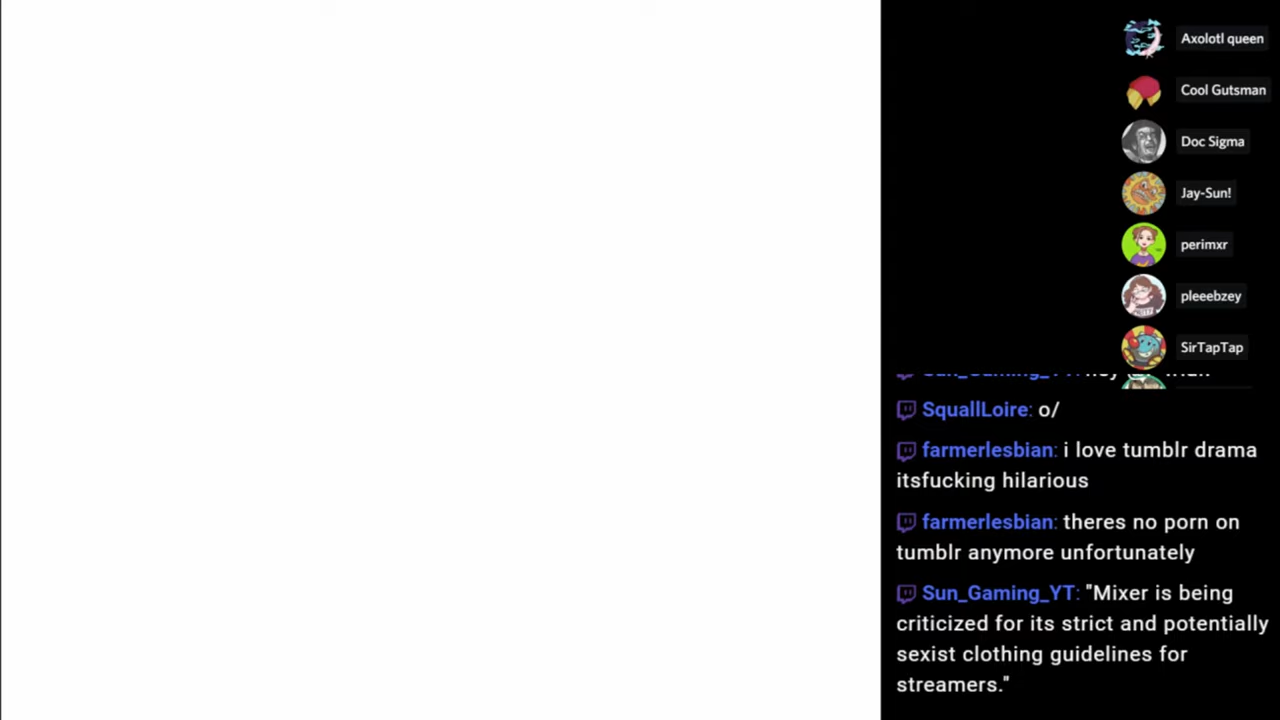 Axolotl queen
Cool Gutsman
Doc Sigma
Jay-Sun!
perimxr
pleeebzey
SirTapTap
SquallLoire: o/
farmerlesbian: i love tumblr drama
itsfucking hilarious
farmerlesbian: theres no porn on
tumblr anymore unfortunately
Sun_Gaming_YT: "Mixer is being
criticized for its strict and potentially
sexist clothing guidelines for
streamers."